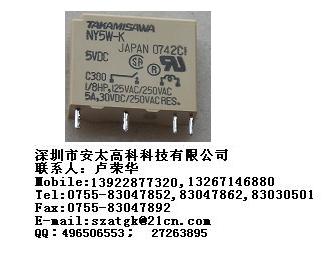 TAKAMISAWA
NY5W-K
JAPAN 0742CI
5VDC
C300
1/8HP,125VAC/250VAC
5A,30VDC/250VAC RES.
深圳市安太高科科技有限公司
联系人：卢荣华
Mobile:13922877320,13267146880
Tel:0755-83047852,83047862,83030501
Fax:0755-83047892
E-mail:szatgk@21cn.com
QQ：496506553； 27263895